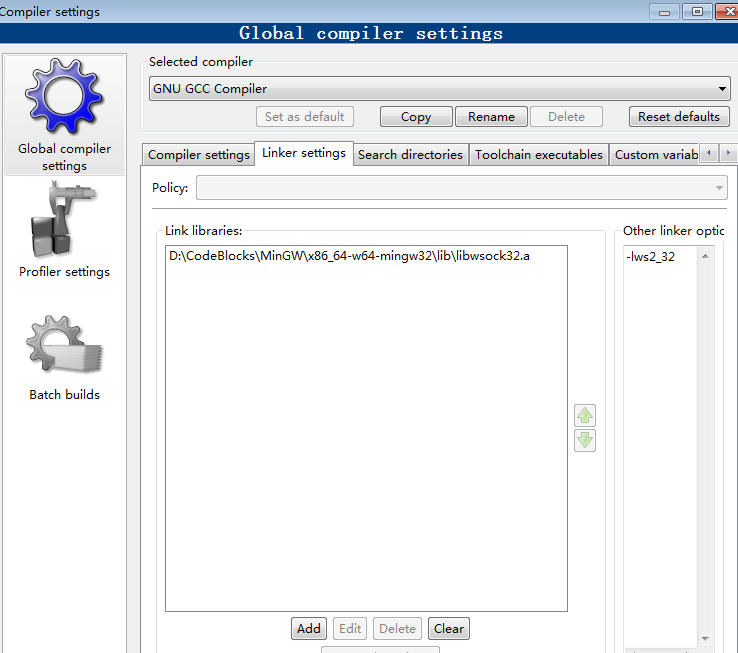 Compiler settings
Global compiler settings
Global compiler
settings
Profiler settings
Batch builds
Selected compiler
GNU GCC Compiler
Set as default
Copy
Rename
Delete
Reset defaults
Compiler settings
Linker settings
Search directories
Toolchain executables
Custom variab
Policy:
Link libraries:
D:\CodeBlocks\MinGW\x86_64-w64-mingw32\lib\libwsock32.a
Add
Edit
Delete
Clear
Other linker optic
-lws2_32